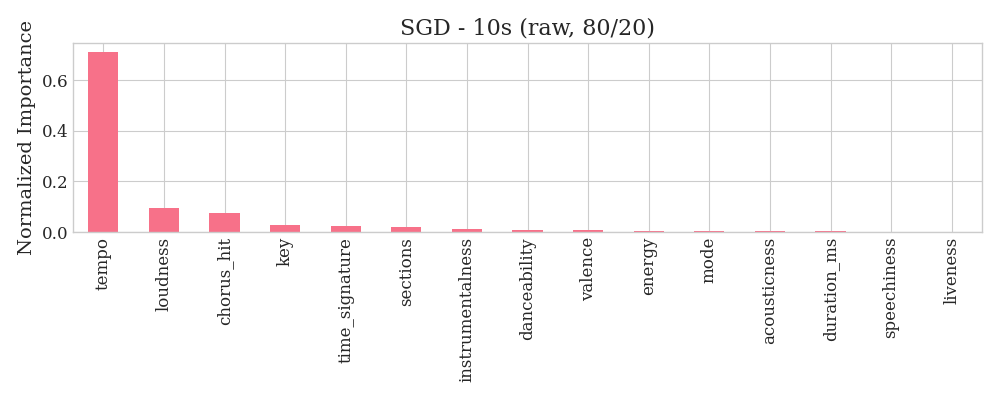 SGD - 10s (raw, 80/20)
Normalized Importance
0.6
0.4
0.2
0.0
tempo
loudness
chorus_hit
key
time_signature
sections
instrumentalness
danceability
valence
energy
mode
acousticness
duration_ms
speechiness
liveness